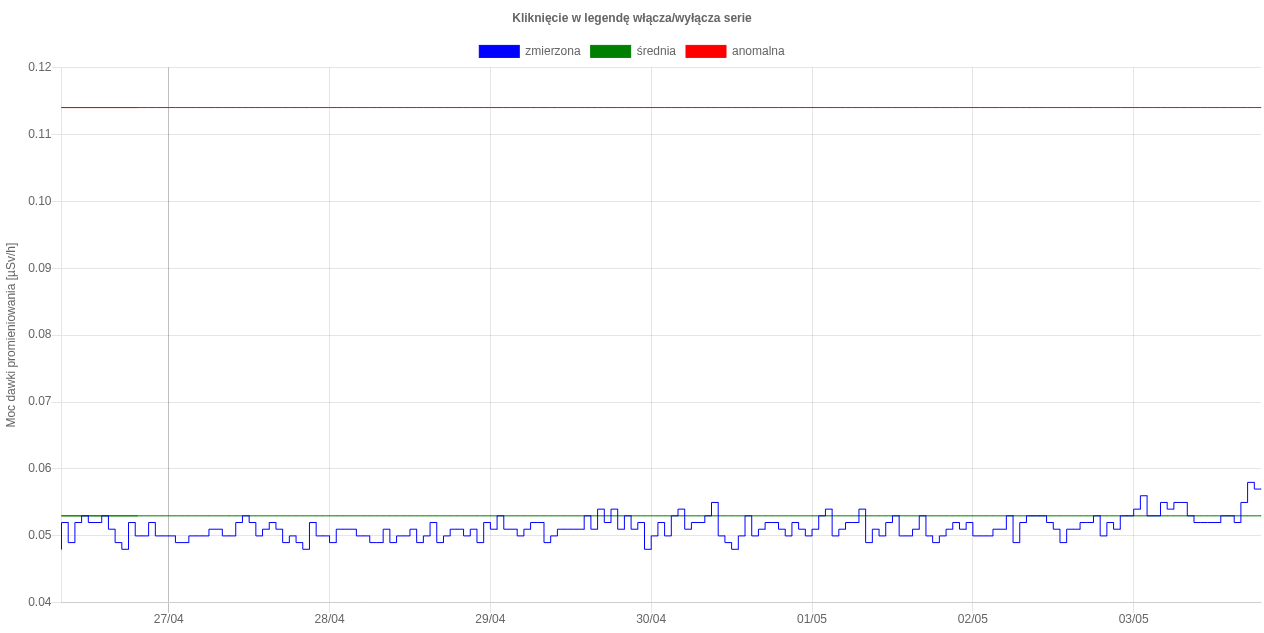 Kliknięcie w legendę włącza/wyłącza serie
zmierzona średnia anomalna
Moc dawki promieniowania [µSv/h]
0.12
0.11
0.10
0.09
0.08
0.07
0.06
0.05
0.04
27/04 28/04 29/04 30/04 01/05 02/05 03/05